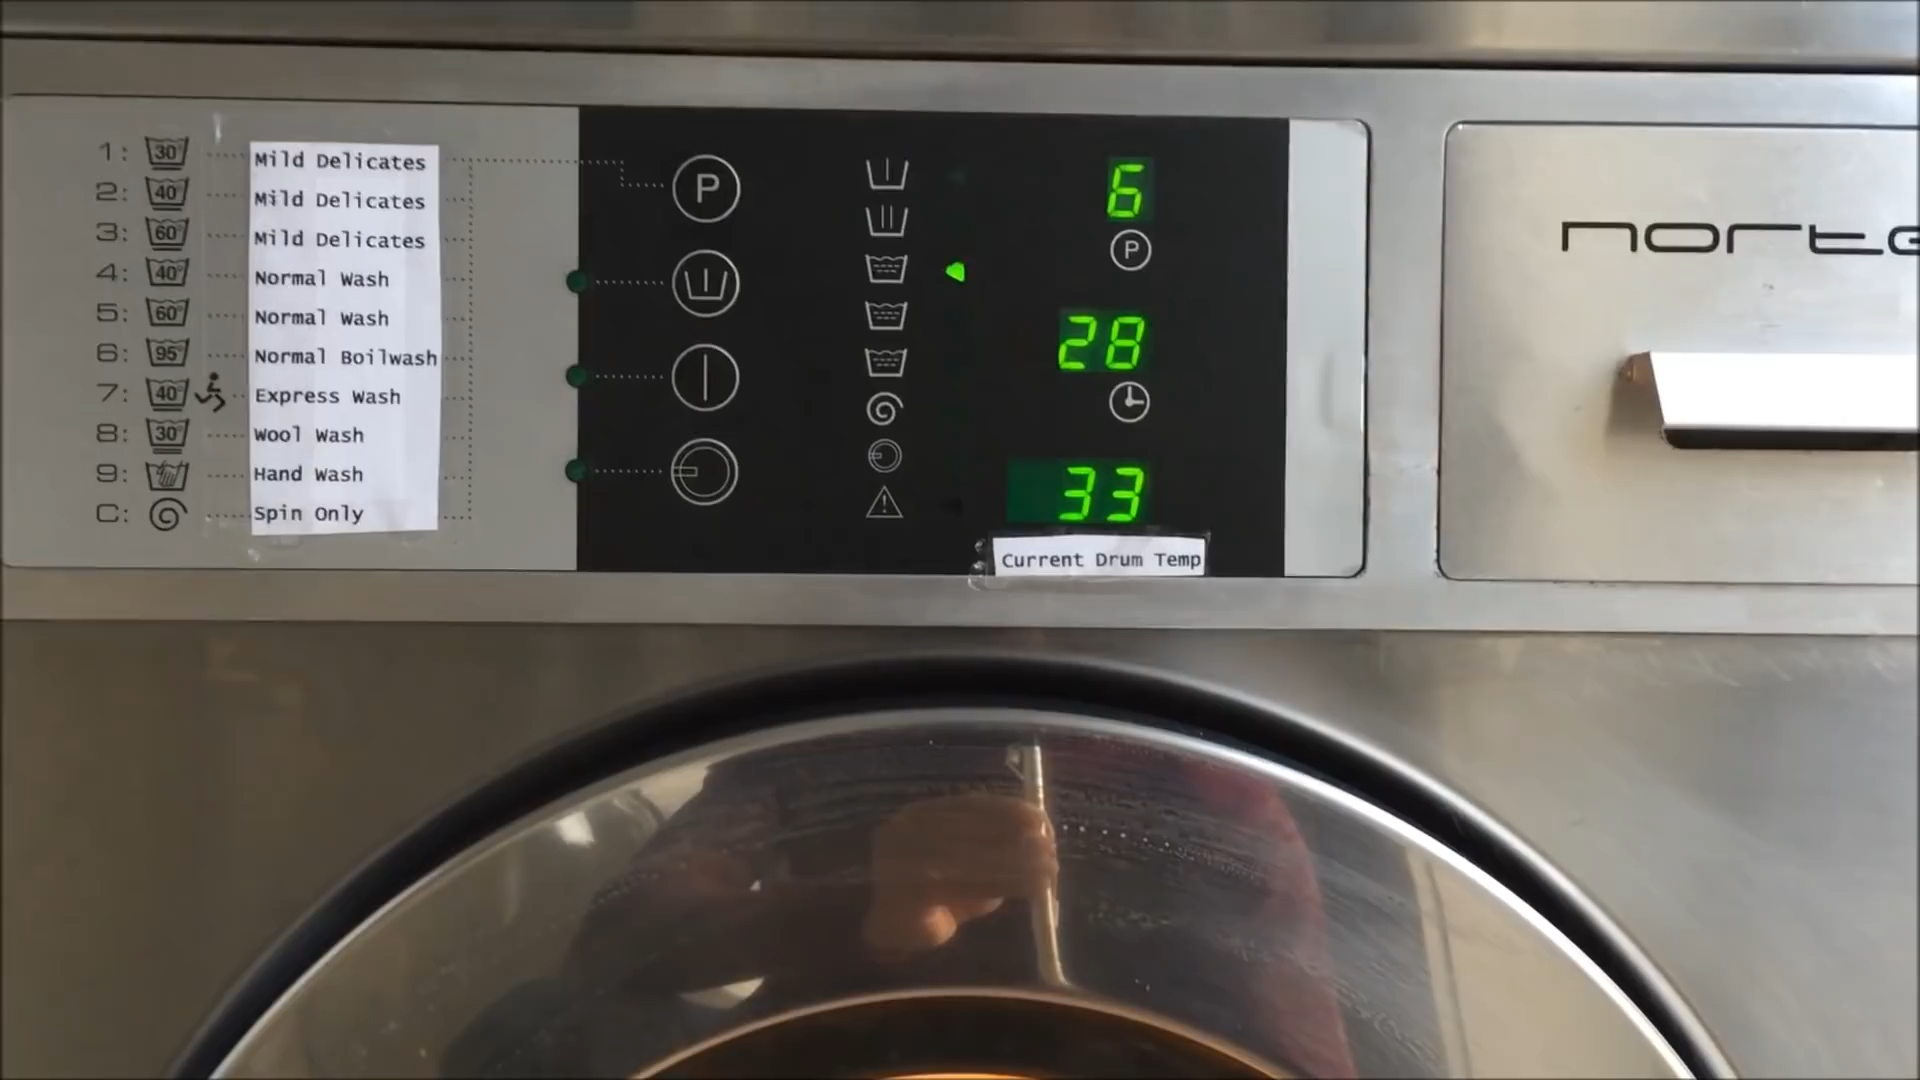 1: 30° Mild Delicates
2: 40° Mild Delicates
3: 60° Mild Delicates
4: 40° Normal Wash
5: 60° Normal Wash
6: 95° Normal Boilwash
7: 40° Express Wash
8: 30° Wool Wash
9: Hand Wash
C: Spin Only
P
6
P
28
33
Current Drum Temp